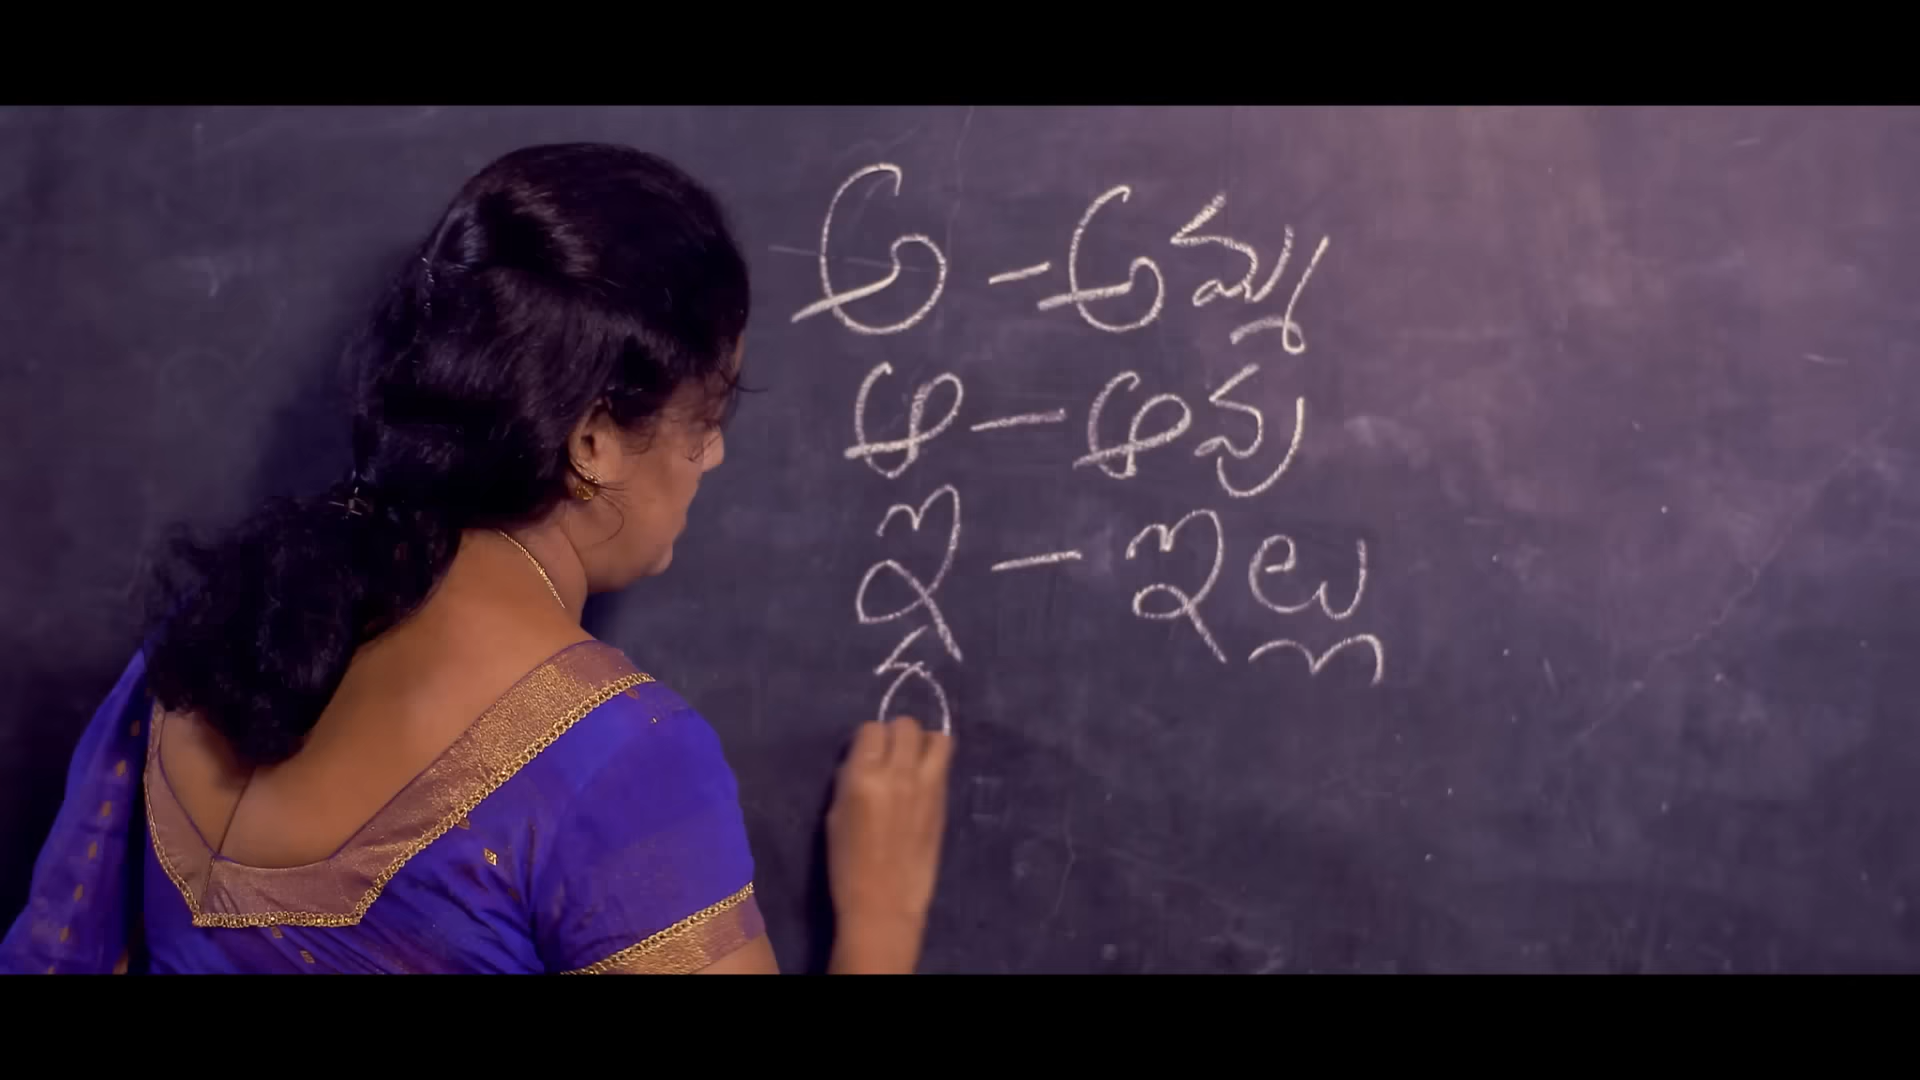 అ - అమ్మ
ఆ - ఆవు
ఇ - ఇల్లు